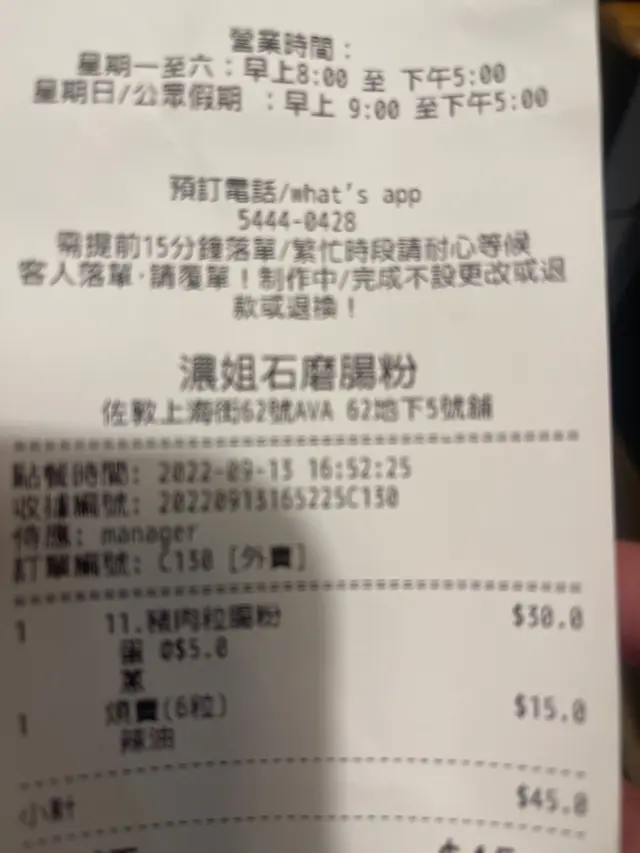 營業時間:
星期一至六:早上8:00 至 下午5:00
星期日/公眾假期 :早上 9:00 至下午5:00
預訂電話/what's app
5444-0428
需提前15分鐘落單/繁忙時段請耐心等候
客人落單,請覆單!制作中/完成不設更改或退
款或退換!
濃姐石磨腸粉
佐敦上海街62號AVA 62地下5號舖
點餐時間: 2022-09-13 16:52:25
收據編號: 20220913165225C130
侍應: manager
訂單編號: C130 [外賣]
1 11.豬肉粒腸粉 $30.0
蛋 @$5.0
蔥
1 燒賣(6粒) $15.0
辣油
小計 $45.0